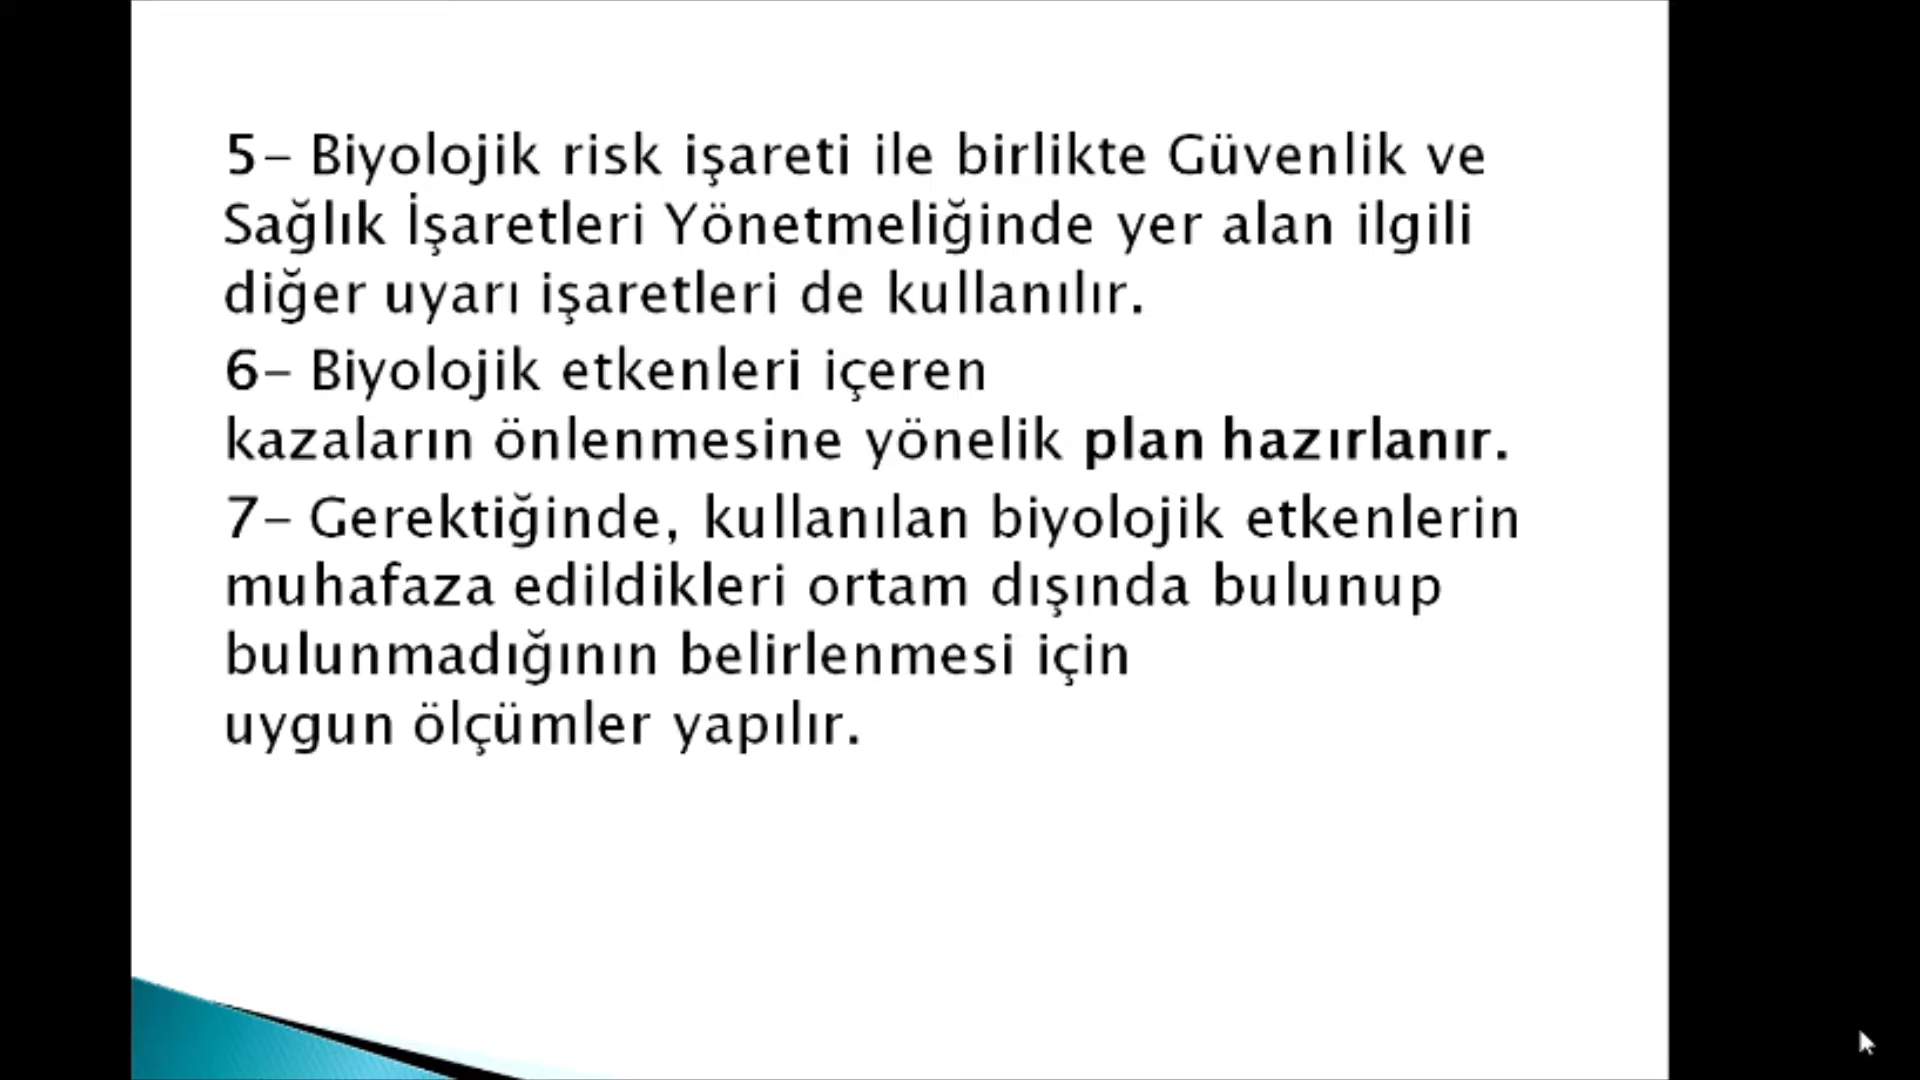 5- Biyolojik risk işareti ile birlikte Güvenlik ve
Sağlık İşaretleri Yönetmeliğinde yer alan ilgili
diğer uyarı işaretleri de kullanılır.
6- Biyolojik etkenleri içeren
kazaların önlenmesine yönelik plan hazırlanır.
7- Gerektiğinde, kullanılan biyolojik etkenlerin
muhafaza edildikleri ortam dışında bulunup
bulunmadığının belirlenmesi için
uygun ölçümler yapılır.